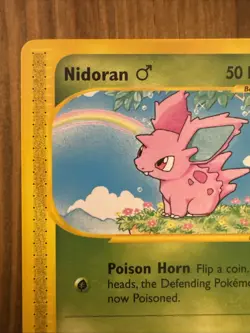 Nidoran ♂ 50
Poison Horn Flip a coin.
heads, the Defending Pokém
now Poisoned.